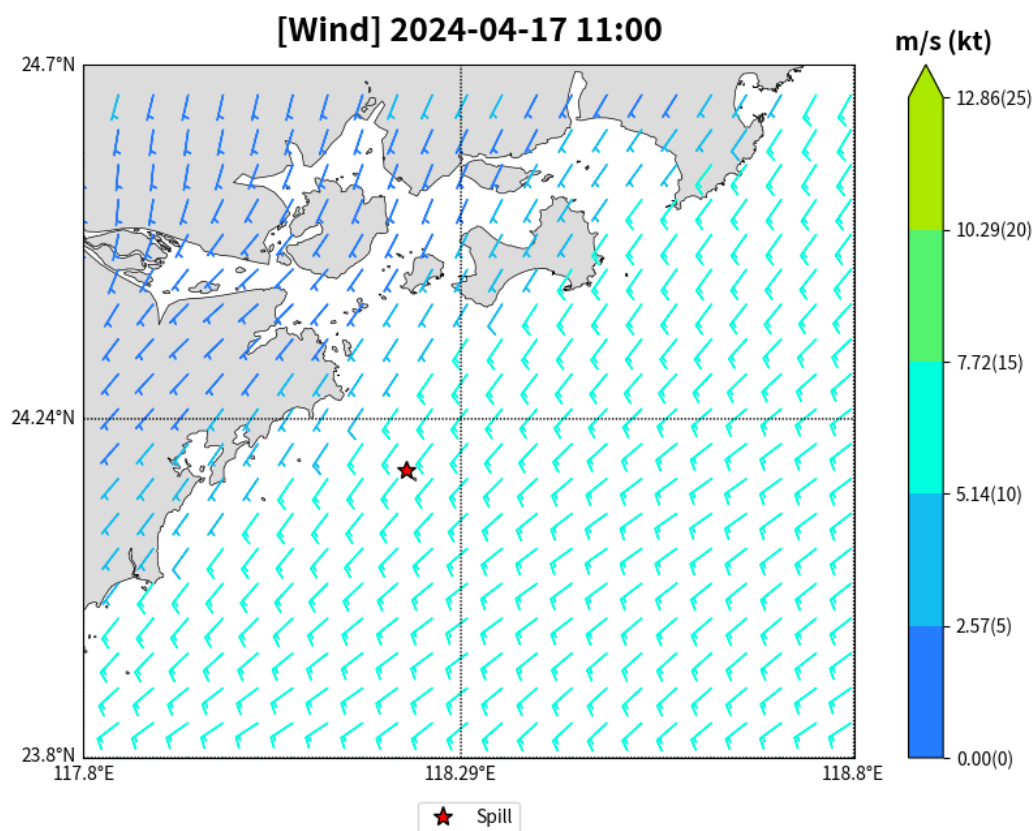 [Wind] 2024-04-17 11:00
m/s (kt)
24.7°N
24.24°N
23.8°N
117.8°E
118.29°E
118.8°E
12.86(25)
10.29(20)
7.72(15)
5.14(10)
2.57(5)
0.00(0)
Spill